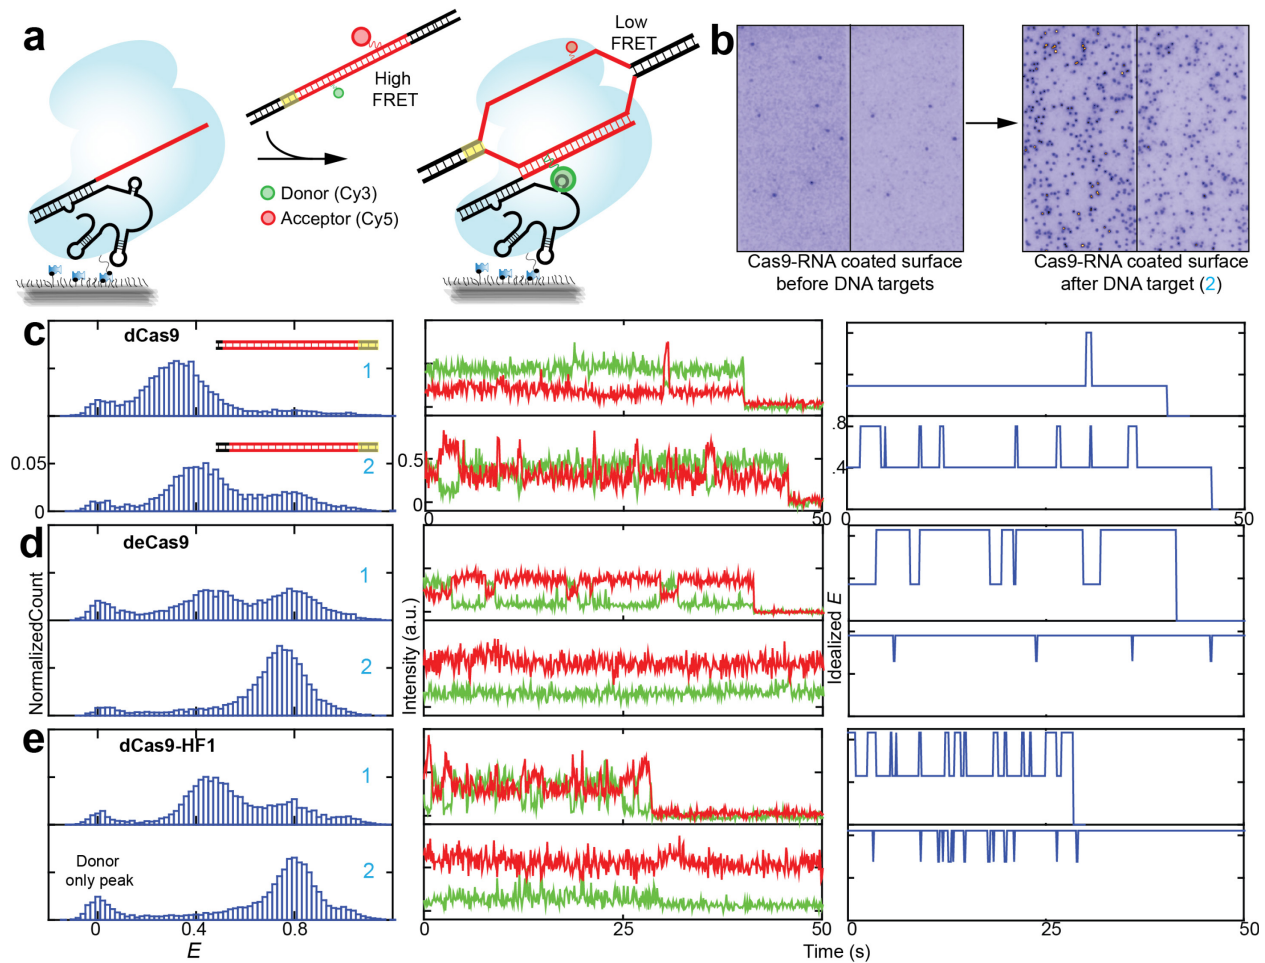 a
High
FRET
Donor (Cy3)
Acceptor (Cy5)
Low
FRET
b
Cas9-RNA coated surface
before DNA targets
Cas9-RNA coated surface
after DNA target (2)
c
dCas9
1
2
0.05
0
0.5
0
0
50
.8
.4
0
50
d
deCas9
1
2
NormalizedCount
Intensity (a.u.)
Idealized E
e
dCas9-HF1
1
2
Donor
only peak
0
0.4
0.8
E
0
25
50
0
25
50
Time (s)